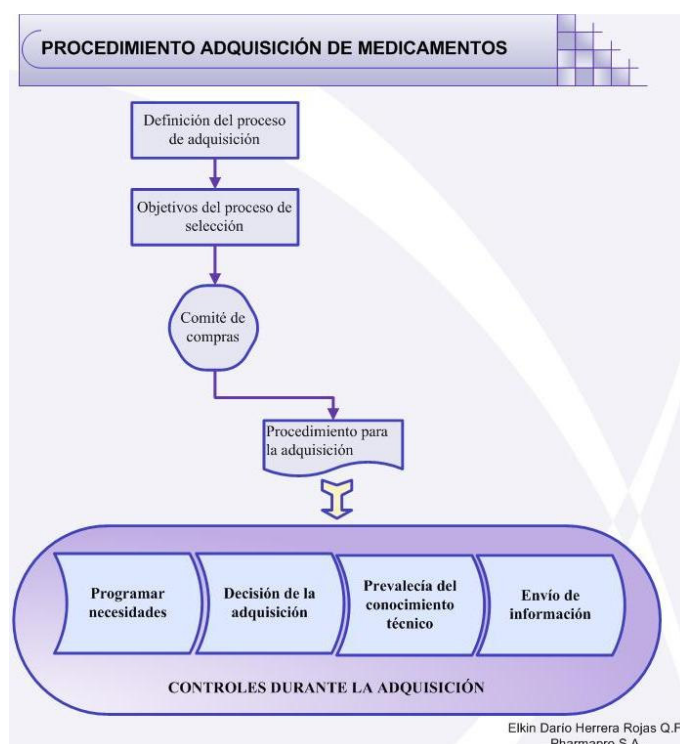 PROCEDIMIENTO ADQUISICIÓN DE MEDICAMENTOS
Definición del proceso
de adquisición
Objetivos del proceso de
selección
Comité de
compras
Procedimiento para
la adquisición
Programar
necesidades
Decisión de la
adquisición
Prevalecía del
conocimiento
técnico
Envío de
información
CONTROLES DURANTE LA ADQUISICIÓN
Elkin Darío Herrera Rojas Q.F
Pharmapro S.A